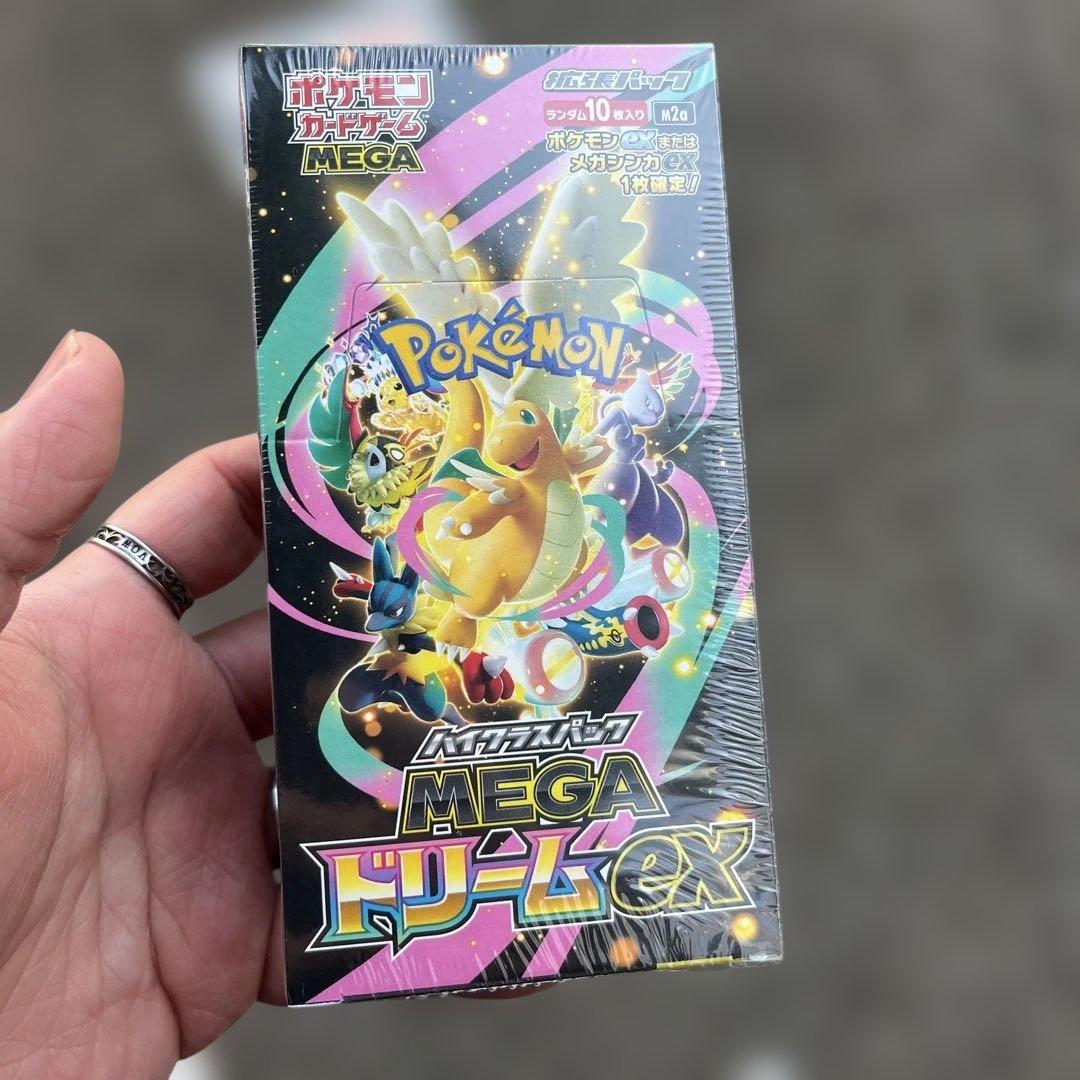 ポケモン
カードゲーム™
MEGA
拡張パック
ランダム10枚入り
m2a
ポケモンexまたは
メガシンカex
1枚確定!
POKéMON
ハイクラスパック
MEGA
ドリームex